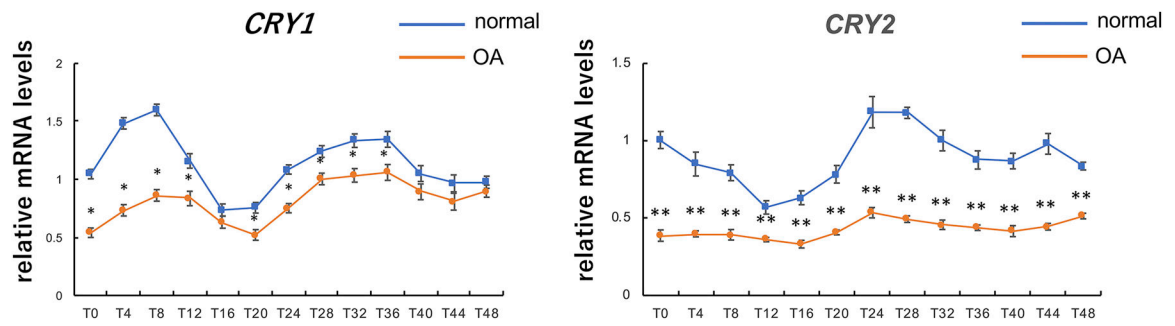 CRY1
normal
OA
relative mRNA levels
2
1.5
1
0.5
0
* * * * * * * * *
T0 T4 T8 T12 T16 T20 T24 T28 T32 T36 T40 T44 T48
CRY2
normal
OA
relative mRNA levels
1.5
1
0.5
0
** ** ** ** ** ** ** ** ** ** ** ** **
T0 T4 T8 T12 T16 T20 T24 T28 T32 T36 T40 T44 T48